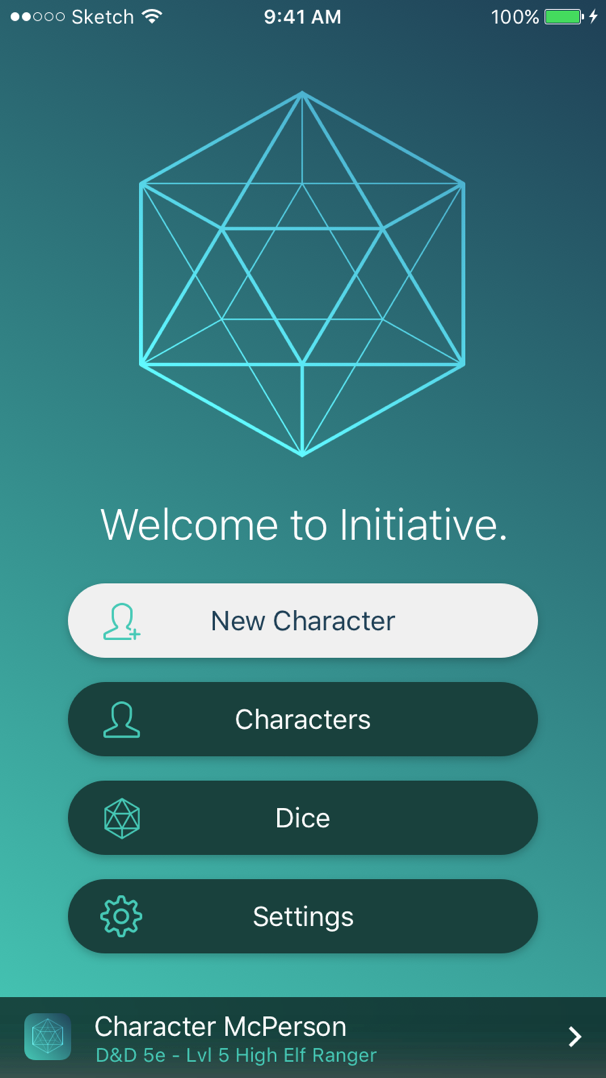 Sketch 9:41 AM 100%
Welcome to Initiative.
New Character
Characters
Dice
Settings
Character McPerson
D&D 5e - Lvl 5 High Elf Ranger